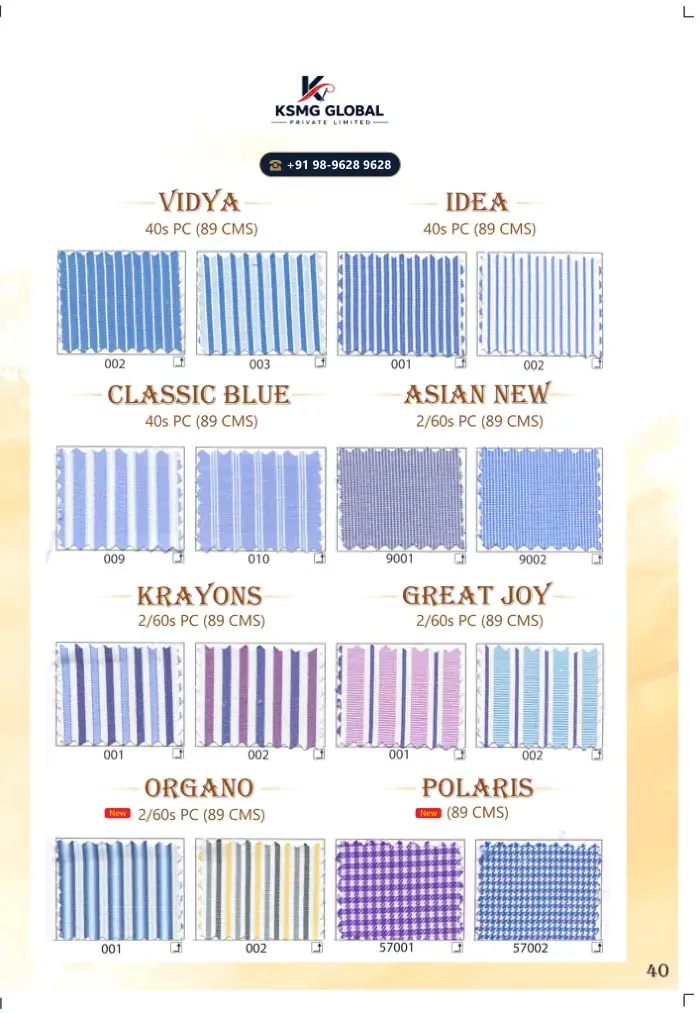 KSMG GLOBAL
PRIVATE LIMITED
+91 98-9628 9628
VIDYA
40s PC (89 CMS)
002
003
IDEA
40s PC (89 CMS)
001
002
CLASSIC BLUE
40s PC (89 CMS)
009
010
ASIAN NEW
2/60s PC (89 CMS)
9001
9002
KRAYONS
2/60s PC (89 CMS)
001
002
GREAT JOY
2/60s PC (89 CMS)
001
002
ORGANO
New 2/60s PC (89 CMS)
001
002
POLARIS
New (89 CMS)
57001
57002
40